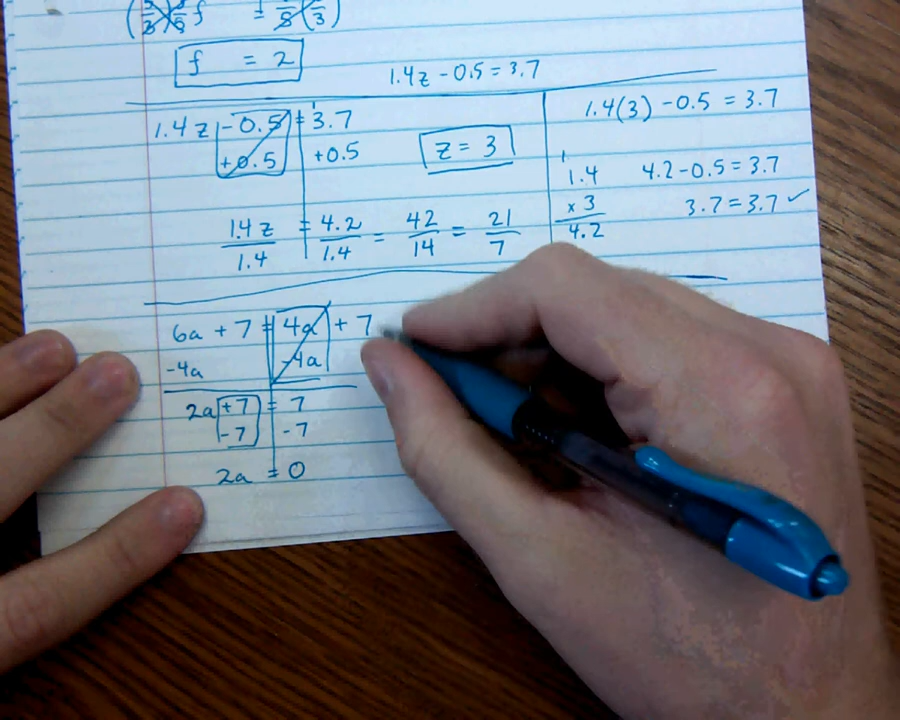 f = 2
1.4z - 0.5 = 3.7
1.4z - 0.5 = 3.7
+0.5 +0.5
z = 3
1.4z/1.4 = 4.2/1.4 = 42/14 = 21/7
1.4(3) - 0.5 = 3.7
1
1.4
x 3
4.2
4.2 - 0.5 = 3.7
3.7 = 3.7 ✓
6a + 7 = 4a + 7
-4a -4a
2a + 7 = 7
-7 -7
2a = 0